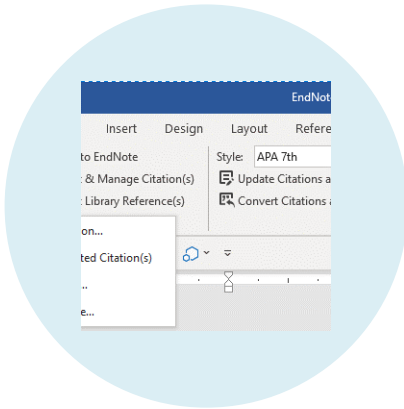 EndNot
Insert Design Layout Refere
to EndNote Style: APA 7th
& Manage Citation(s) Update Citations a
Library Reference(s) Convert Citations a
on...
ted Citation(s)
..
e...